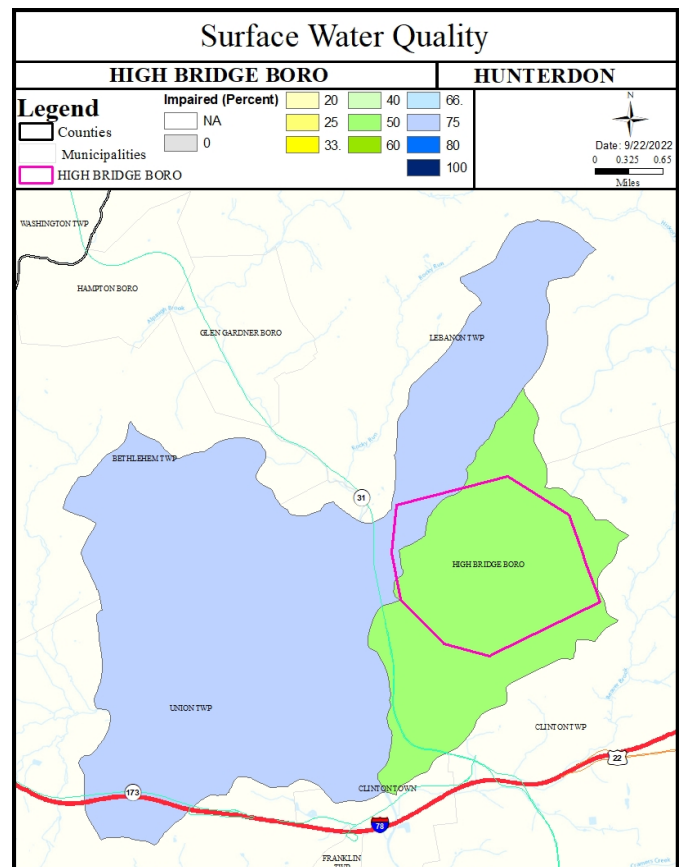 Surface Water Quality
HIGH BRIDGE BORO
HUNTERDON
Legend
Counties
Municipalities
HIGH BRIDGE BORO
Impaired (Percent)
NA
0
20
25
33.
40
50
60
66.
75
80
100
N
Date: 9/22/2022
0 0.325 0.65
Miles
WASHINGTON TWP
HAMPTON BORO
GLEN GARDNER BORO
LEBANON TWP
BETHLEHEM TWP
31
HIGH BRIDGE BORO
UNION TWP
CLINTON TWP
22
173
CLINTON TOWN
78
FRANKLIN
TWP